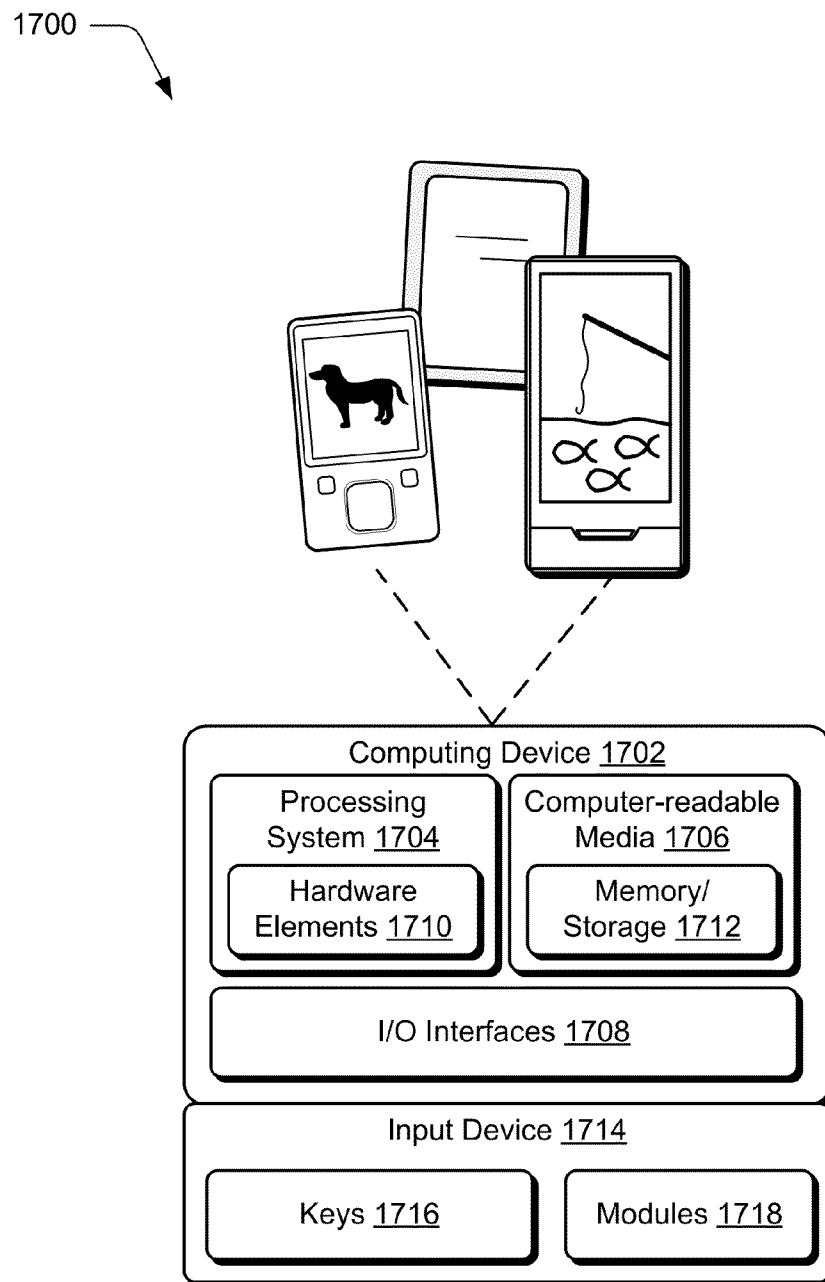 1700
Computing Device 1702
Processing
System 1704
Computer-readable
Media 1706
Hardware
Elements 1710
Memory/
Storage 1712
I/O Interfaces 1708
Input Device 1714
Keys 1716
Modules 1718